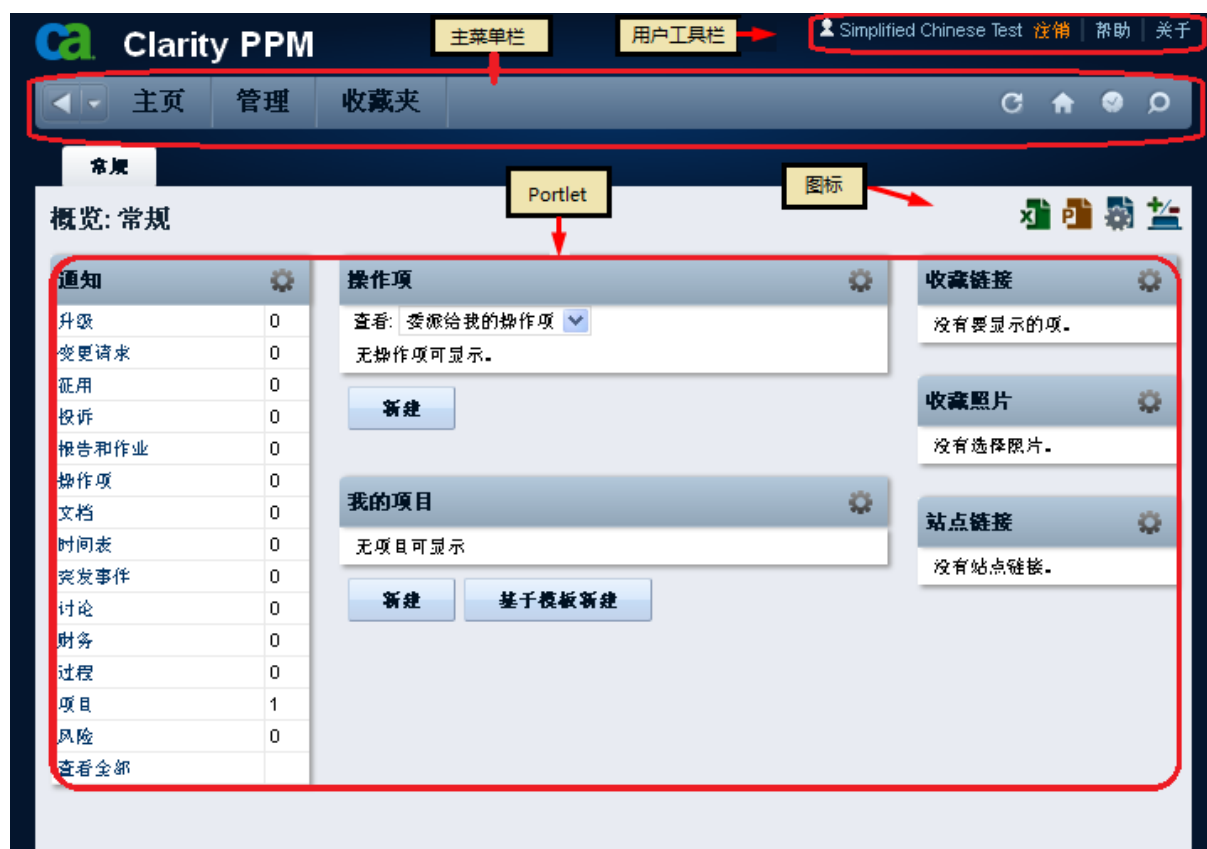 ca Clarity PPM
主菜单栏
用户工具栏
Simplified Chinese Test 注销 帮助 关于
主页 管理 收藏夹
常规
Portlet
图标
概览: 常规
通知
升级 0
变更请求 0
征用 0
投诉 0
报告和作业 0
操作项 0
文档 0
时间表 0
突发事件 0
讨论 0
财务 0
过程 0
项目 1
风险 0
查看全部
操作项
查看: 委派给我的操作项
无操作项可显示。
新建
我的项目
无项目可显示
新建 基于模板新建
收藏链接
没有要显示的项。
收藏照片
没有选择照片。
站点链接
没有站点链接。